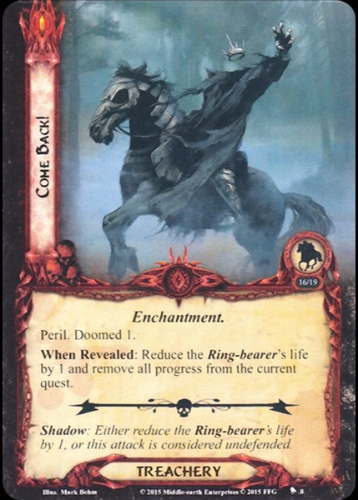 COME BACK!
16/19
Enchantment.
Peril. Doomed 1.
When Revealed: Reduce the Ring-bearer's life
by 1 and remove all progress from the current
quest.
Shadow: Either reduce the Ring-bearer's life
by 1, or this attack is considered undefended.
TREACHERY
Illus. Mark Behm
© 2015 Middle-earth Enterprises © 2015 FFG
8